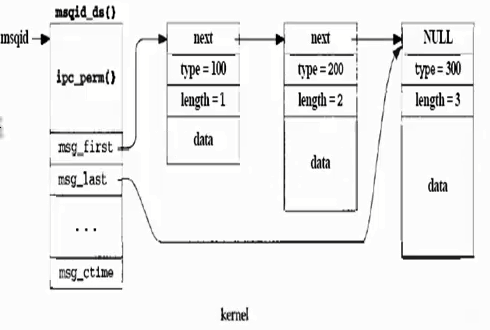 msqid_ds{}
msqid
ipc_perm{}
msg_first
msg_last
...
msg_ctime
next
type = 100
length = 1
data
next
type = 200
length = 2
data
NULL
type = 300
length = 3
data
kernel